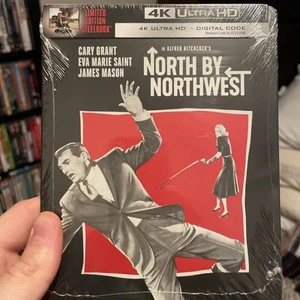 LIMITED
EDITION
STEELBOOK
4K ULTRA HD
4K ULTRA HD + DIGITAL CODE
CARY GRANT
EVA MARIE SAINT
JAMES MASON
IN ALFRED HITCHCOCK'S
NORTH BY
NORTHWEST